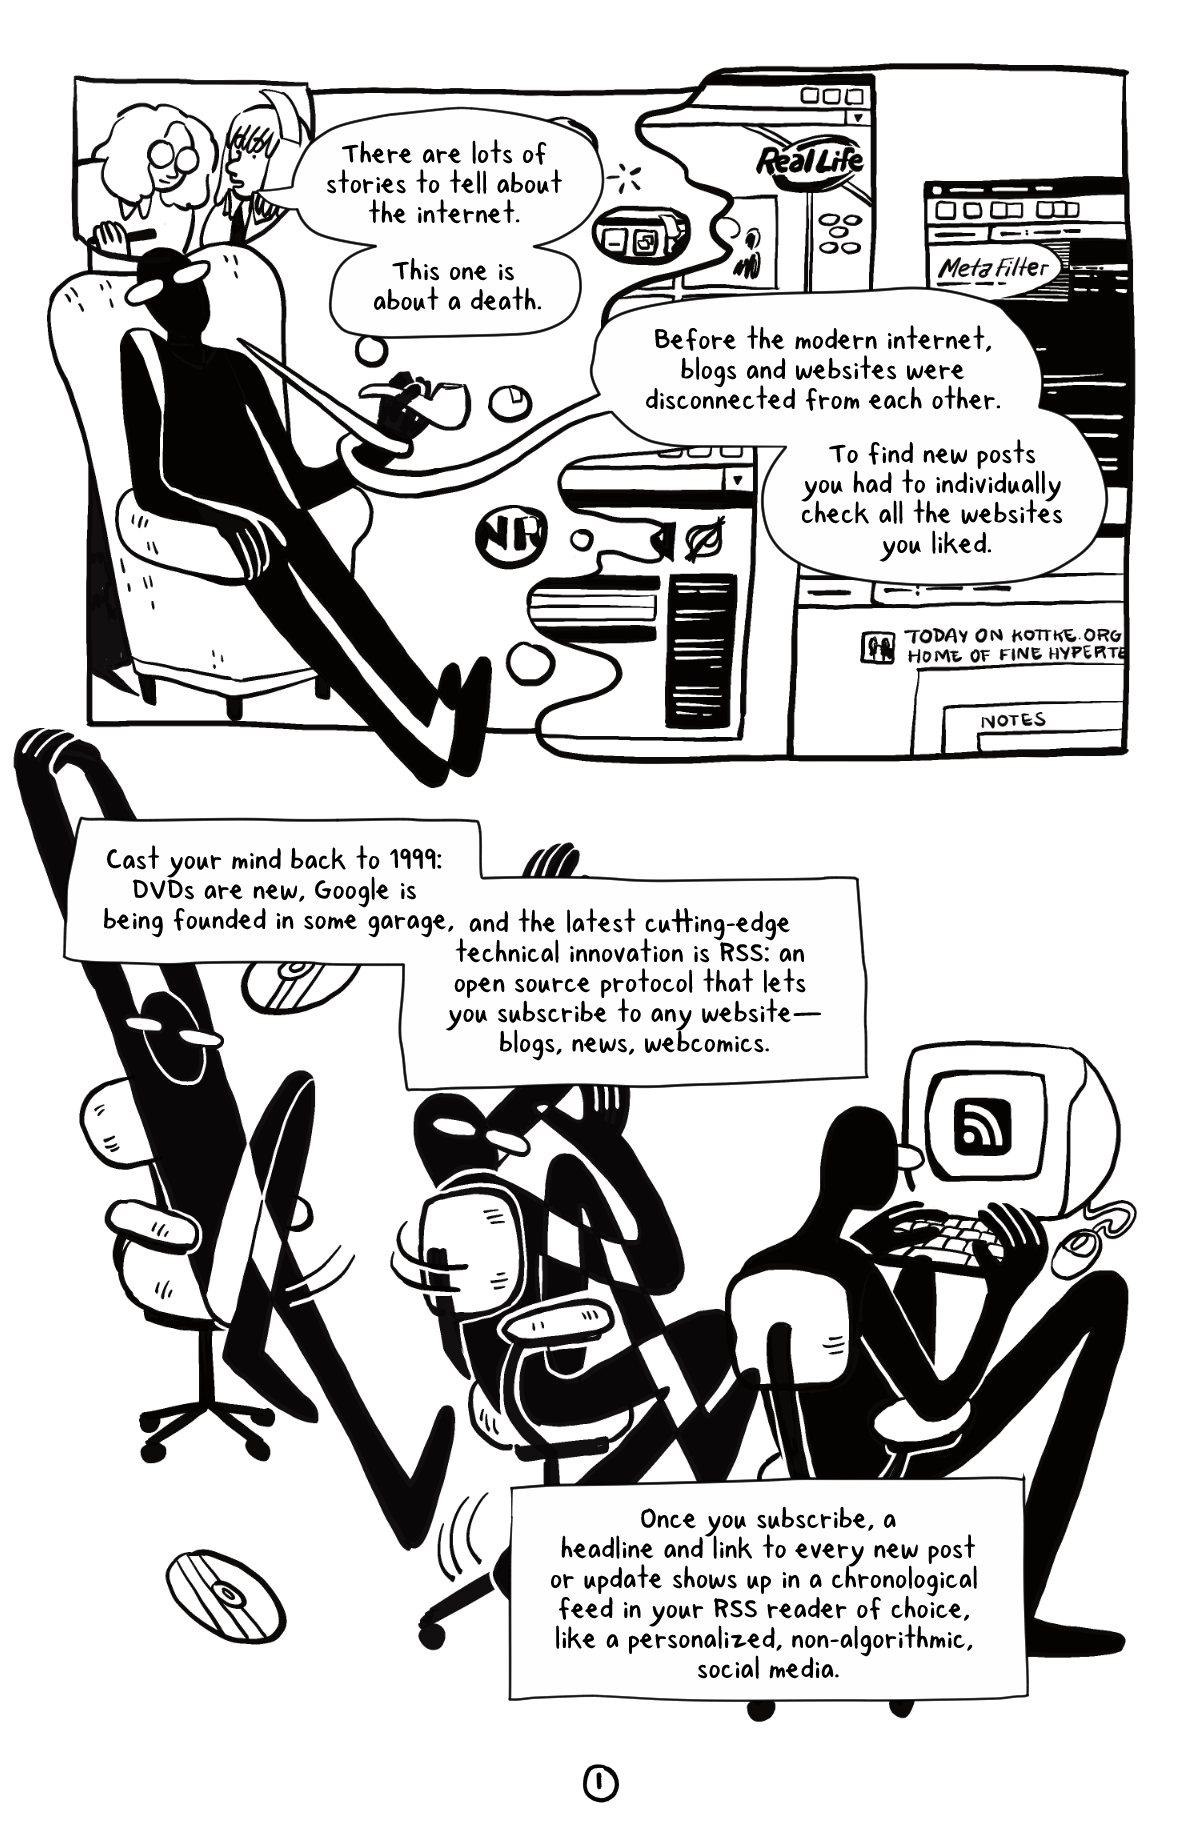 There are lots of
stories to tell about
the internet.
This one is
about a death.
Real Life
MetaFilter
Before the modern internet,
blogs and websites were
disconnected from each other.
To find new posts
you had to individually
check all the websites
you liked.
TODAY ON KOTTKE.ORG
HOME OF FINE HYPERTE
NOTES
Cast your mind back to 1999:
DVDs are new, Google is
being founded in some garage,
and the latest cutting-edge
technical innovation is RSS: an
open source protocol that lets
you subscribe to any website—
blogs, news, webcomics.
Once you subscribe, a
headline and link to every new post
or update shows up in a chronological
feed in your RSS reader of choice,
like a personalized, non-algorithmic,
social media.
1